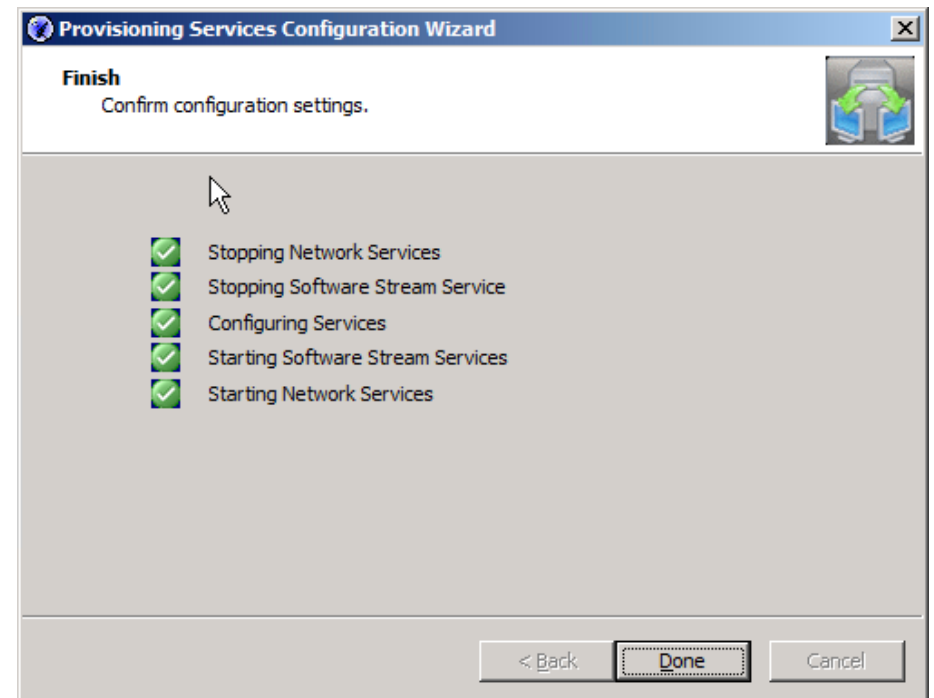 Provisioning Services Configuration Wizard
Finish
Confirm configuration settings.
Stopping Network Services
Stopping Software Stream Service
Configuring Services
Starting Software Stream Services
Starting Network Services
< Back Done Cancel